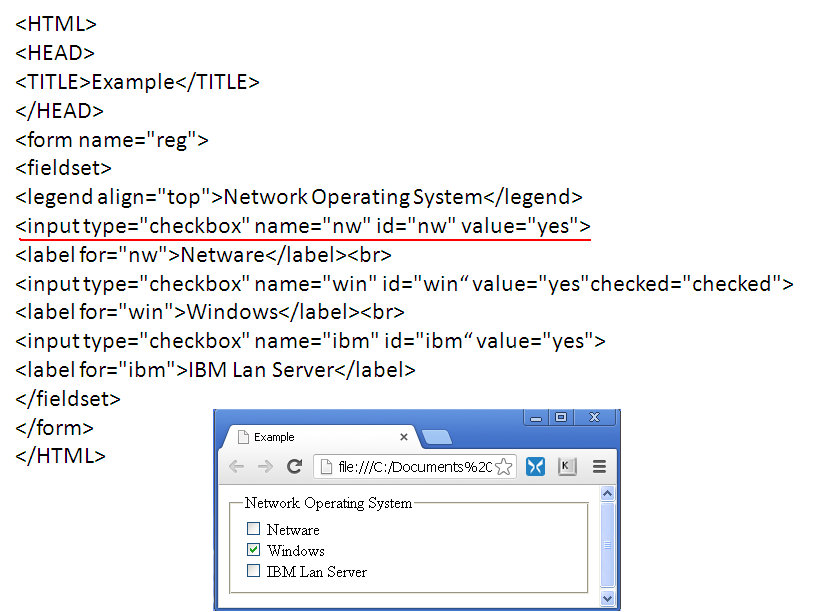 <HTML>
<HEAD>
<TITLE>Example</TITLE>
</HEAD>
<form name="reg">
<fieldset>
<legend align="top">Network Operating System</legend>
<input type="checkbox" name="nw" id="nw" value="yes">
<label for="nw">Netware</label><br>
<input type="checkbox" name="win" id="win“ value="yes"checked="checked">
<label for="win">Windows</label><br>
<input type="checkbox" name="ibm" id="ibm“ value="yes">
<label for="ibm">IBM Lan Server</label>
</fieldset>
</form>
</HTML>
Example
file:///C:/Documents%20
K
Network Operating System
Netware
Windows
IBM Lan Server